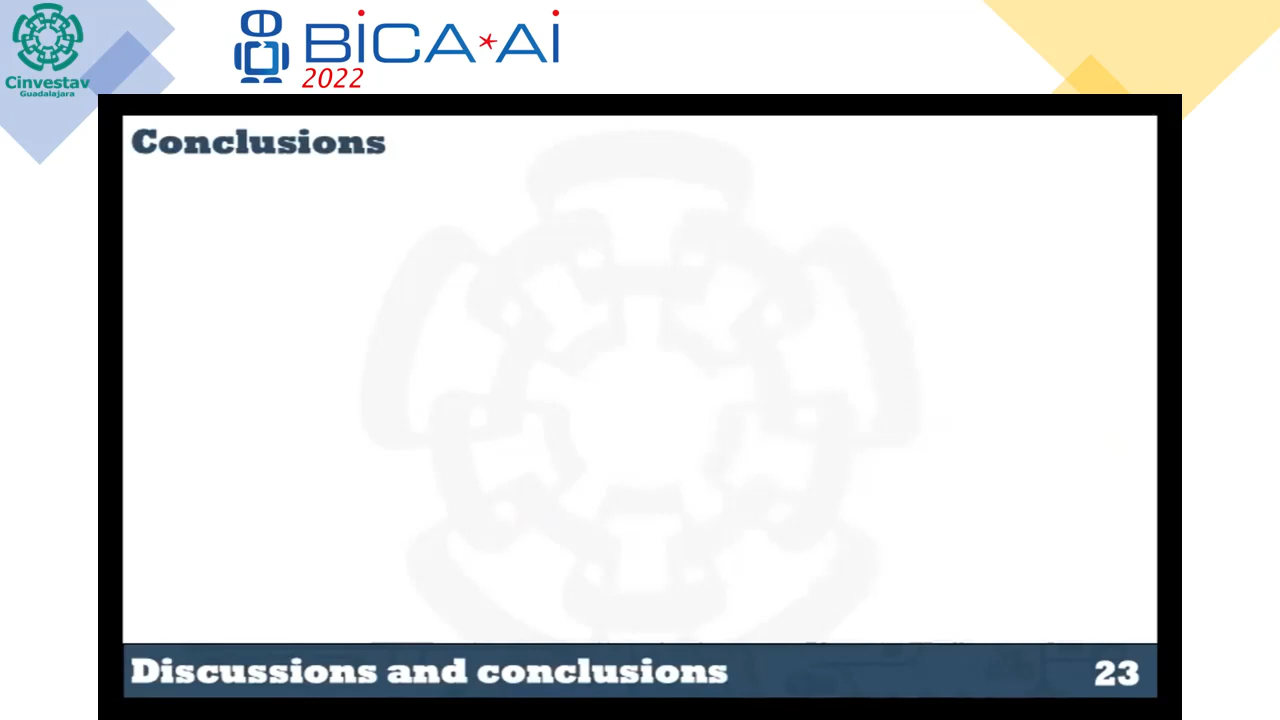 Cinvestav
Guadalajara
BiCA*Ai
2022
Conclusions
Discussions and conclusions
23